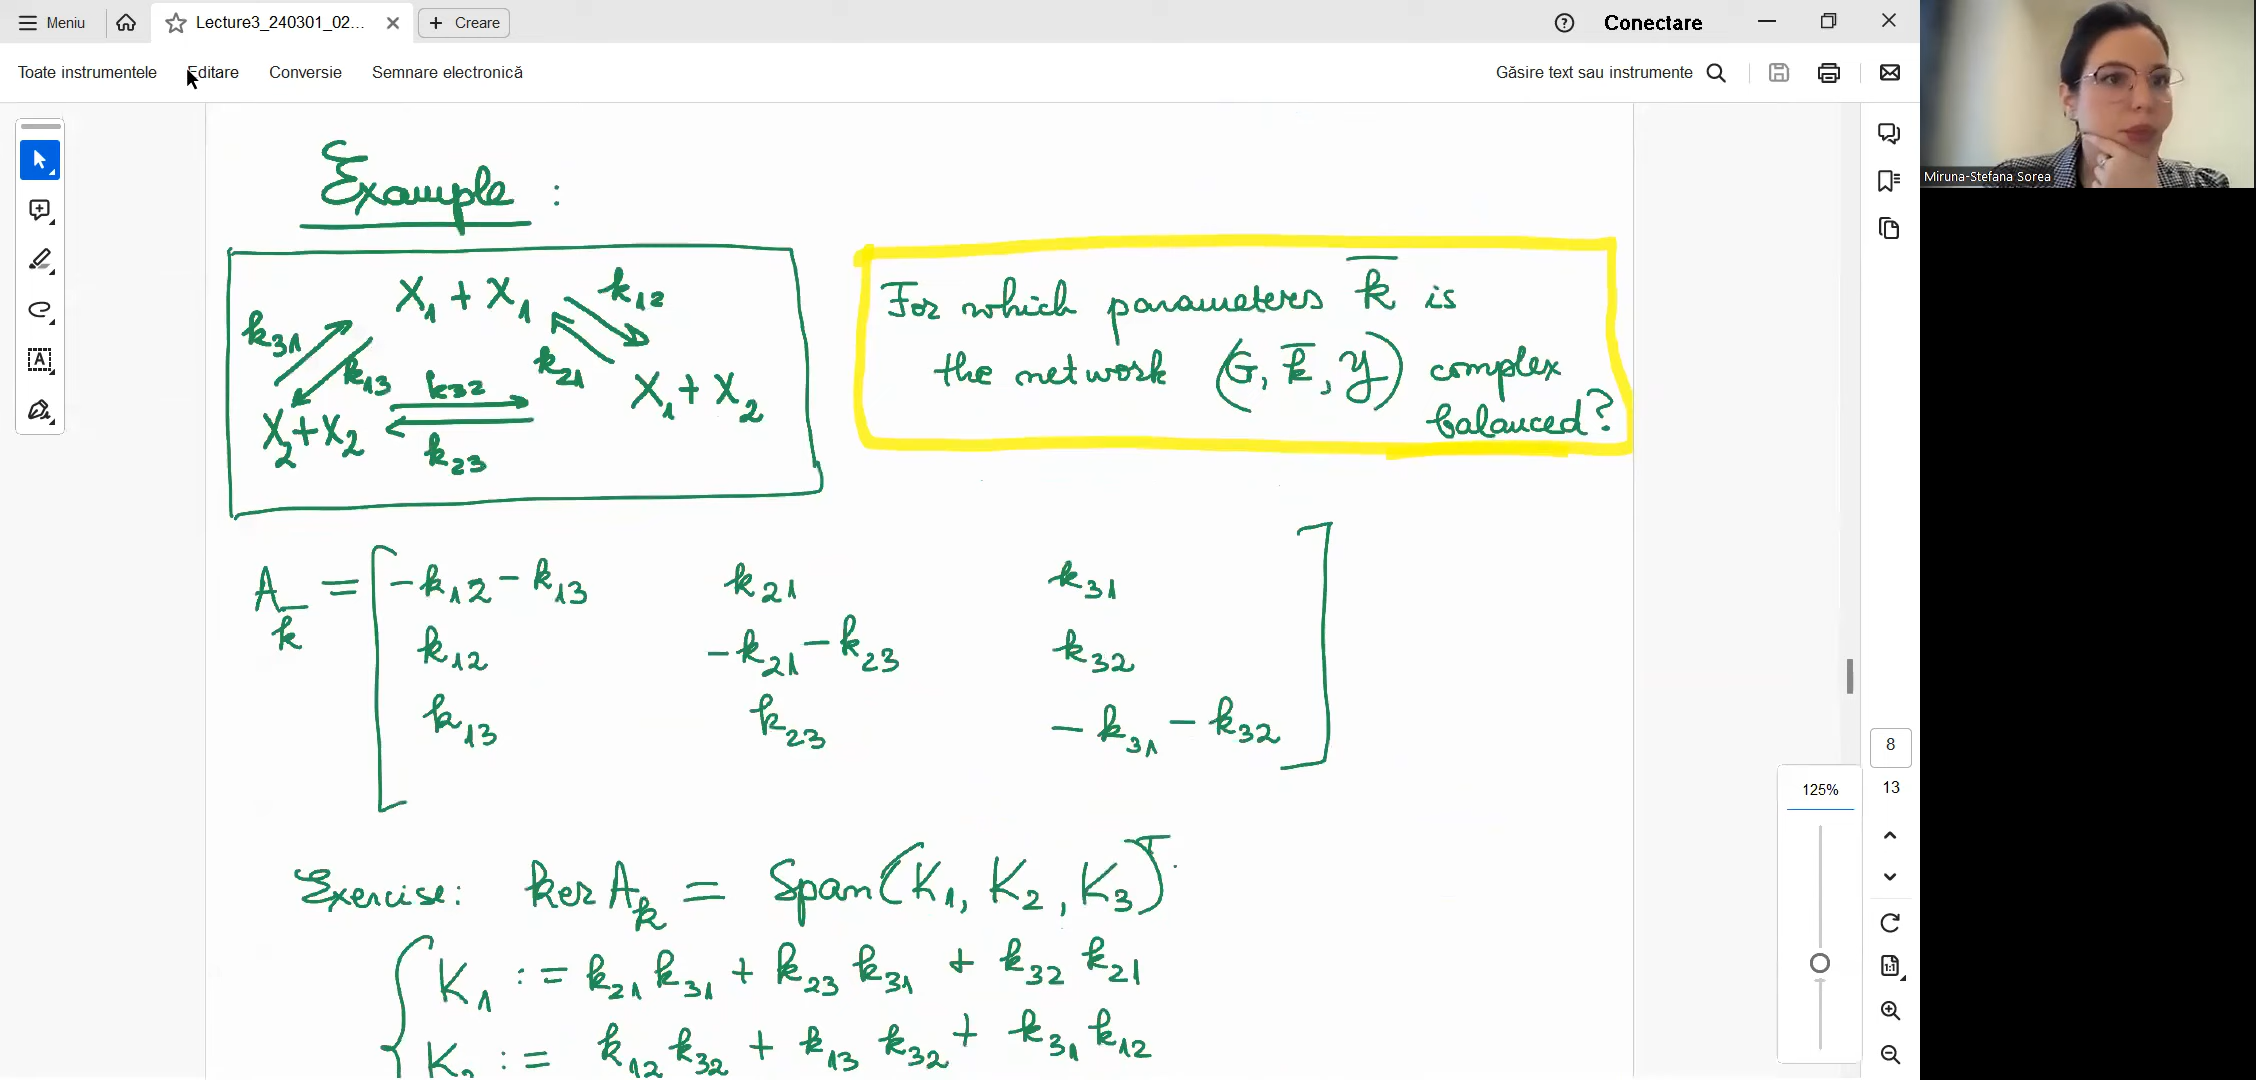 Meniu
Lecture3_240301_02...
Creare
Conectare
Toate instrumentele
Editare
Conversie
Semnare electronică
Găsire text sau instrumente
Miruna-Stefana Sorea
Example :
X₁ + X₁
k₁₂
k₃₁
k₁₃
k₂₁
k₃₂
X₂+X₂
X₁ + X₂
k₂₃
For which parameters k̅ is
the network (G, k̅, Y) complex
balanced?
A_k̅ = [ -k₁₂ - k₁₃ k₂₁ k₃₁
k₁₂ -k₂₁ - k₂₃ k₃₂
k₁₃ k₂₃ - k₃₁ - k₃₂ ]
Exercise: ker A_k̅ = Span(K₁, K₂, K₃)ᵀ
K₁ := k₂₁ k₃₁ + k₂₃ k₃₁ + k₃₂ k₂₁
K₂ := k₁₂ k₃₂ + k₁₃ k₃₂ + k₃₁ k₁₂
8
13
125%
1:1